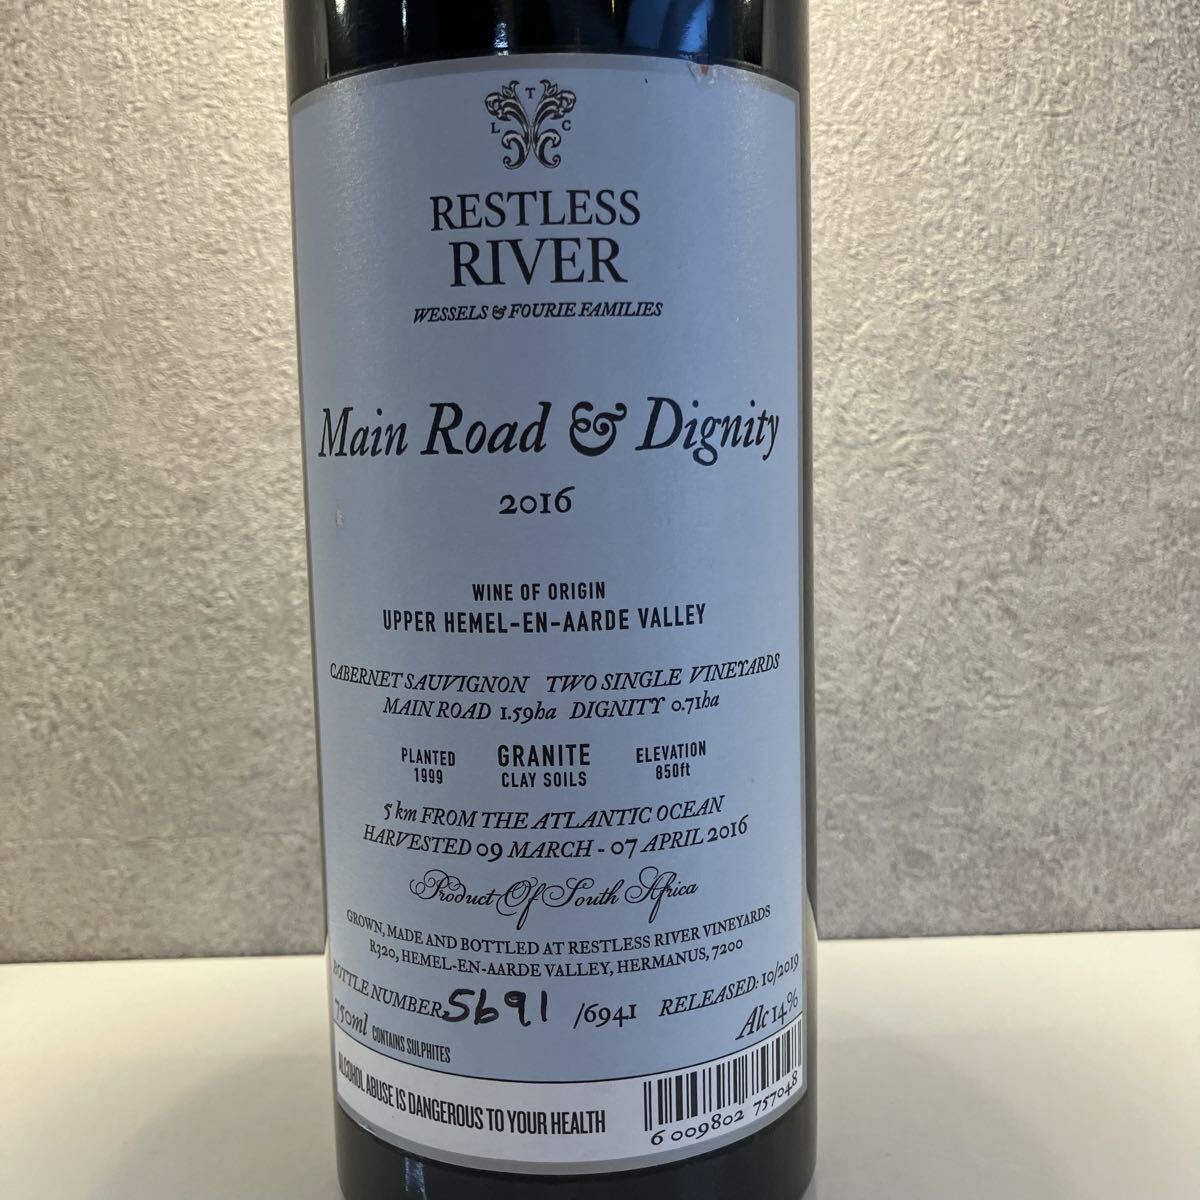 T
L C
RESTLESS
RIVER
WESSELS & FOURIE FAMILIES
Main Road & Dignity
2016
WINE OF ORIGIN
UPPER HEMEL-EN-AARDE VALLEY
CABERNET SAUVIGNON TWO SINGLE VINEYARDS
MAIN ROAD 1.59ha DIGNITY 0.71ha
PLANTED 1999 GRANITE CLAY SOILS ELEVATION 850ft
5 km FROM THE ATLANTIC OCEAN
HARVESTED 09 MARCH - 07 APRIL 2016
Product Of South Africa
GROWN, MADE AND BOTTLED AT RESTLESS RIVER VINEYARDS
R320, HEMEL-EN-AARDE VALLEY, HERMANUS, 7200
BOTTLE NUMBER 5691 /6941 RELEASED: 10/2019
750ml CONTAINS SULPHITES Alc 14%
ALCOHOL ABUSE IS DANGEROUS TO YOUR HEALTH
6 009802 757048